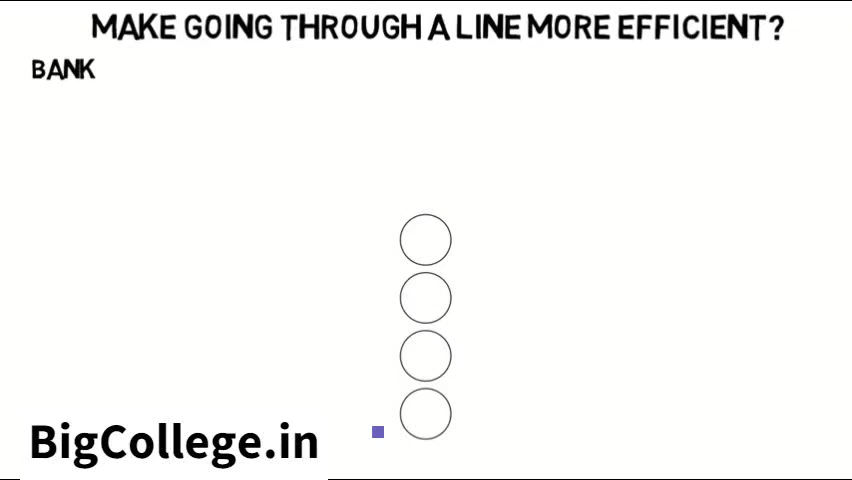 MAKE GOING THROUGH A LINE MORE EFFICIENT?
BANK
BigCollege.in